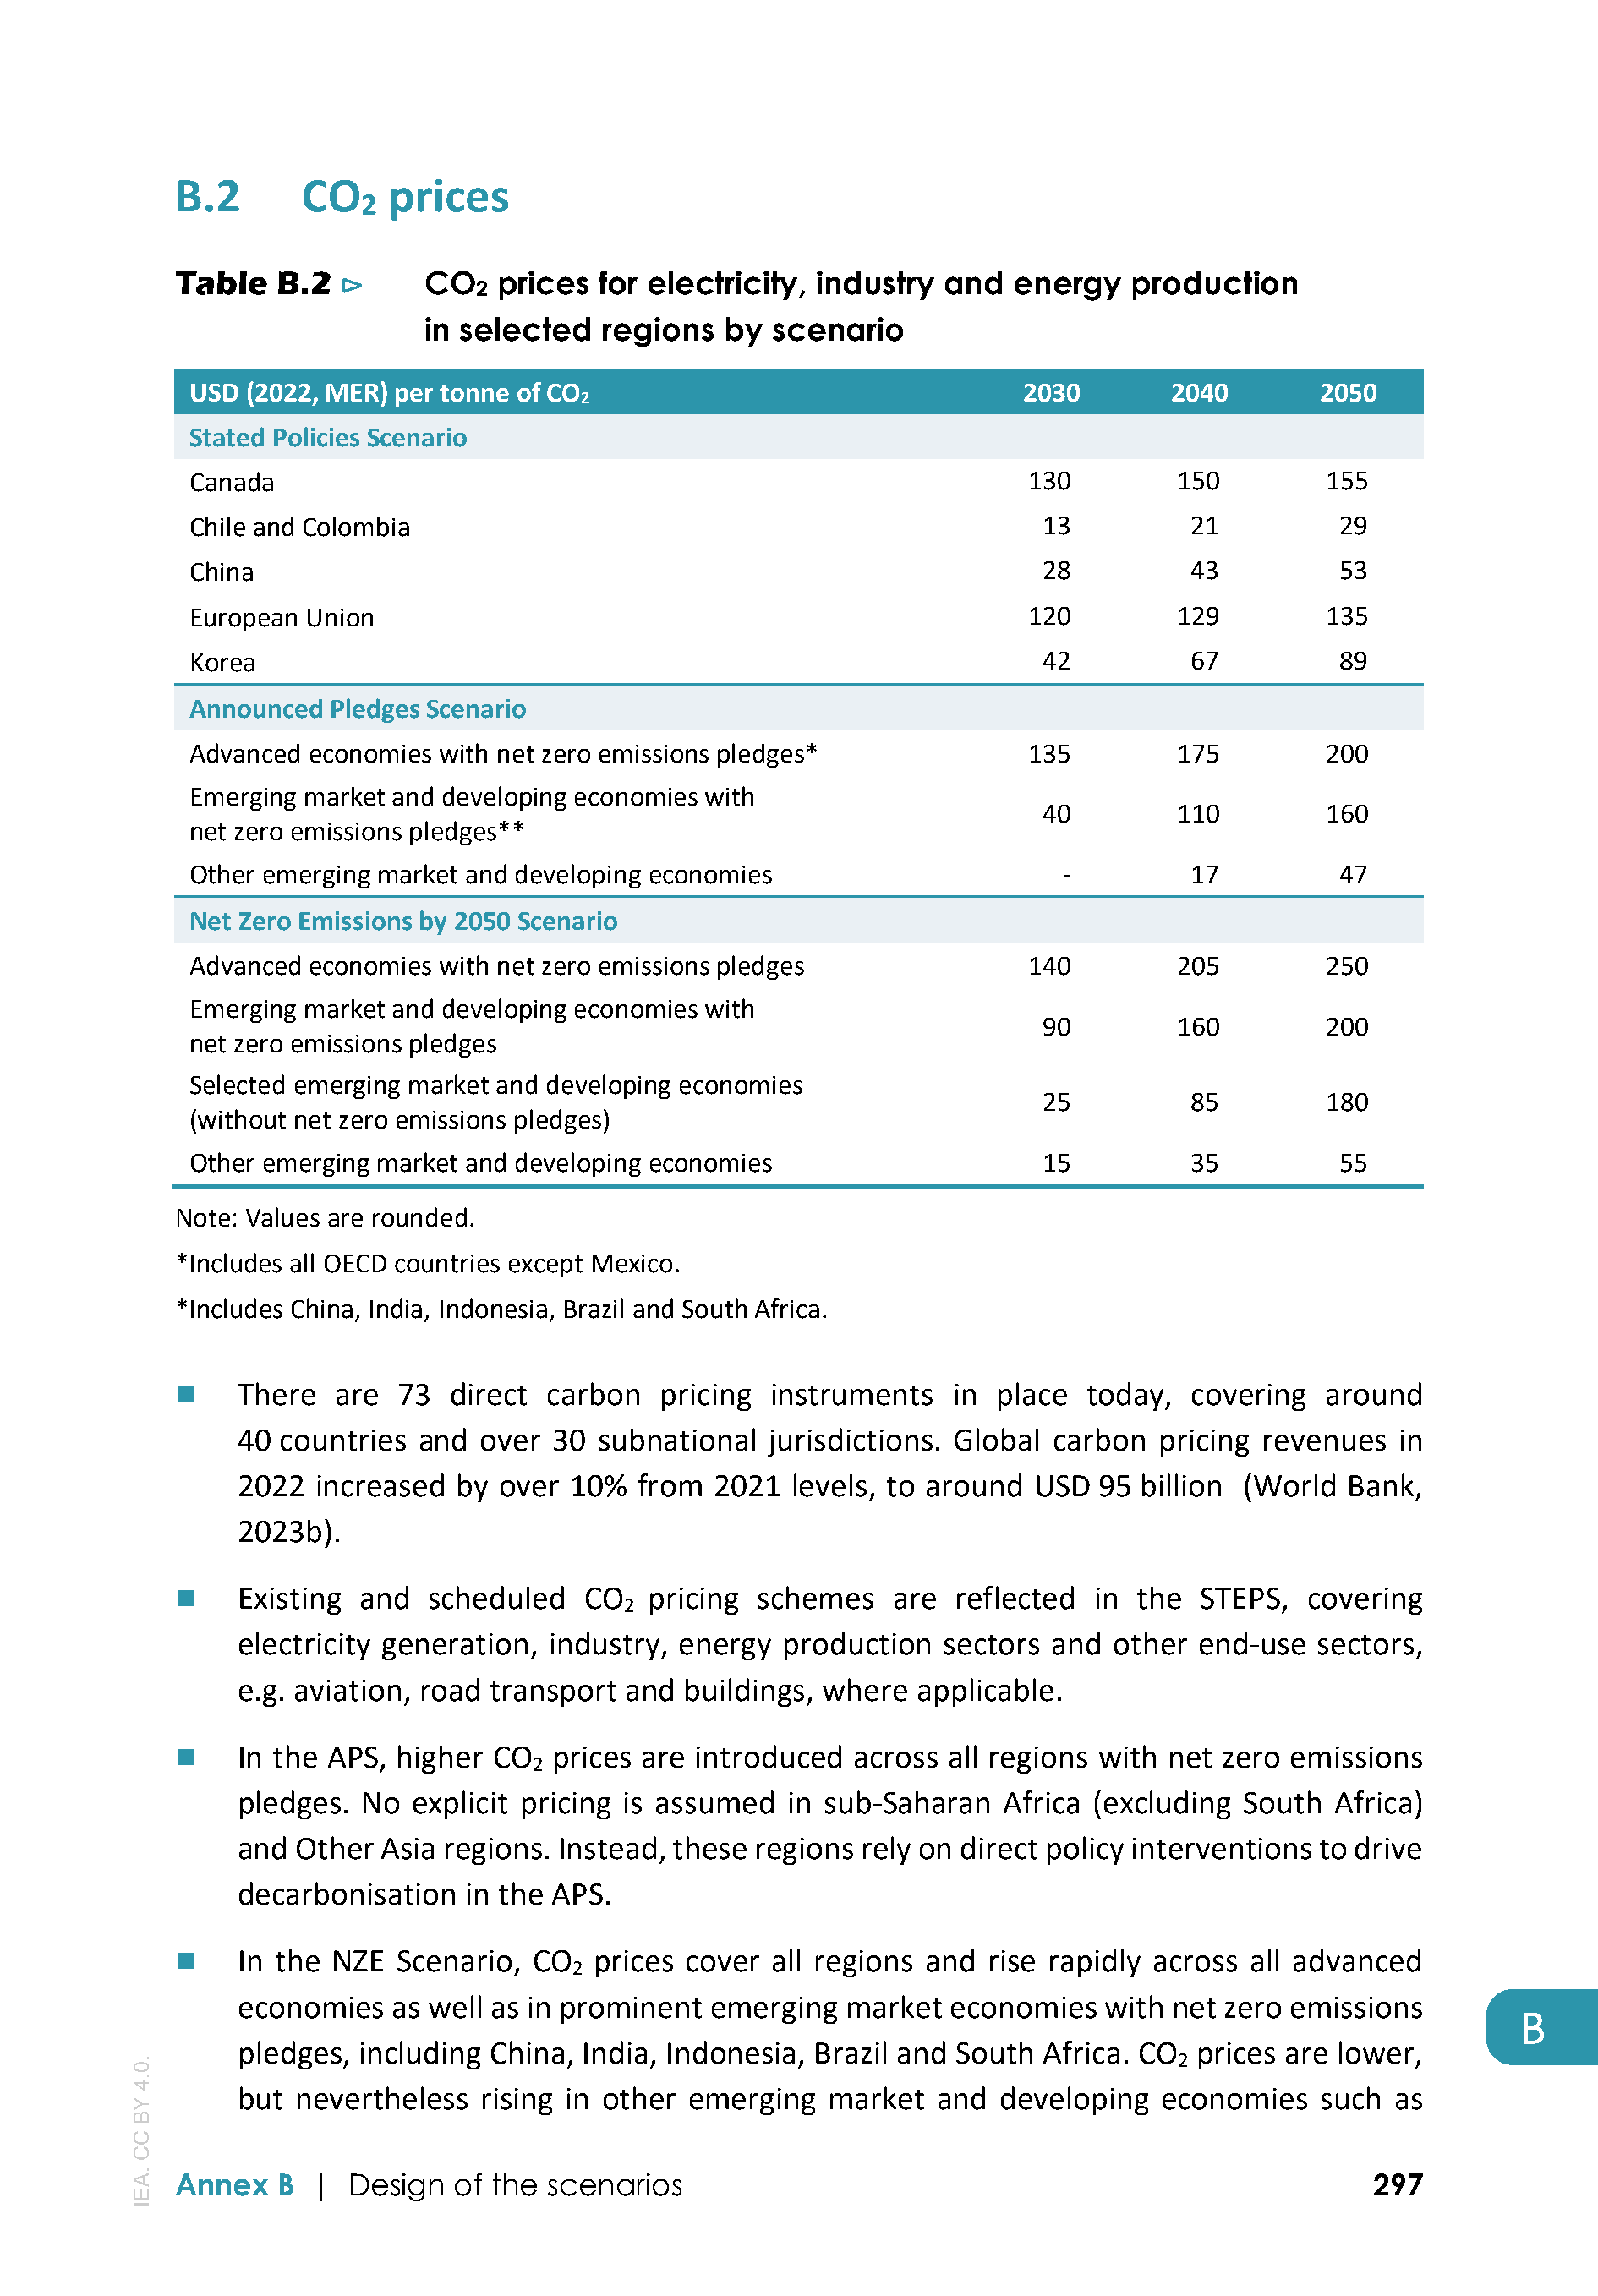 B.2 CO₂ prices
Table B.2 ⊳ CO₂ prices for electricity, industry and energy production
in selected regions by scenario
USD (2022, MER) per tonne of CO₂ 2030 2040 2050
Stated Policies Scenario
Canada 130 150 155
Chile and Colombia 13 21 29
China 28 43 53
European Union 120 129 135
Korea 42 67 89
Announced Pledges Scenario
Advanced economies with net zero emissions pledges* 135 175 200
Emerging market and developing economies with
net zero emissions pledges** 40 110 160
Other emerging market and developing economies - 17 47
Net Zero Emissions by 2050 Scenario
Advanced economies with net zero emissions pledges 140 205 250
Emerging market and developing economies with
net zero emissions pledges 90 160 200
Selected emerging market and developing economies
(without net zero emissions pledges) 25 85 180
Other emerging market and developing economies 15 35 55
Note: Values are rounded.
*Includes all OECD countries except Mexico.
*Includes China, India, Indonesia, Brazil and South Africa.
■ There are 73 direct carbon pricing instruments in place today, covering around
40 countries and over 30 subnational jurisdictions. Global carbon pricing revenues in
2022 increased by over 10% from 2021 levels, to around USD 95 billion (World Bank,
2023b).
■ Existing and scheduled CO₂ pricing schemes are reflected in the STEPS, covering
electricity generation, industry, energy production sectors and other end-use sectors,
e.g. aviation, road transport and buildings, where applicable.
■ In the APS, higher CO₂ prices are introduced across all regions with net zero emissions
pledges. No explicit pricing is assumed in sub-Saharan Africa (excluding South Africa)
and Other Asia regions. Instead, these regions rely on direct policy interventions to drive
decarbonisation in the APS.
■ In the NZE Scenario, CO₂ prices cover all regions and rise rapidly across all advanced
economies as well as in prominent emerging market economies with net zero emissions
pledges, including China, India, Indonesia, Brazil and South Africa. CO₂ prices are lower,
but nevertheless rising in other emerging market and developing economies such as
B
IEA. CC BY 4.0.
Annex B | Design of the scenarios 297